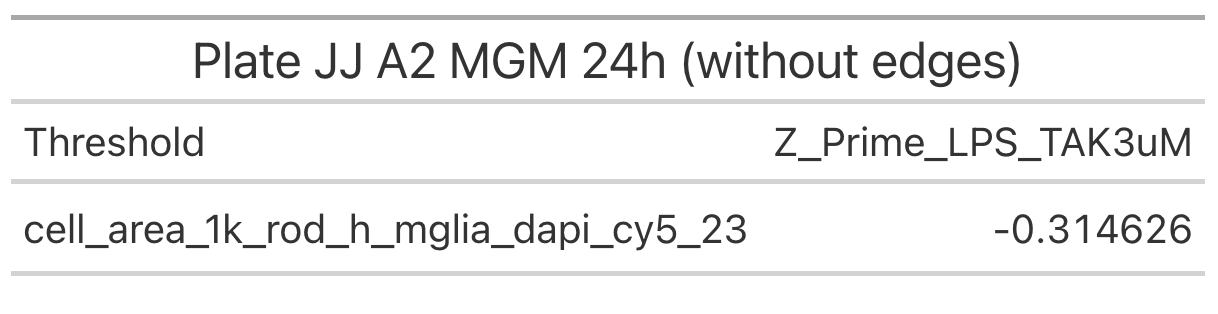 Plate JJ A2 MGM 24h (without edges)
Threshold Z_Prime_LPS_TAK3uM
cell_area_1k_rod_h_mglia_dapi_cy5_23 -0.314626